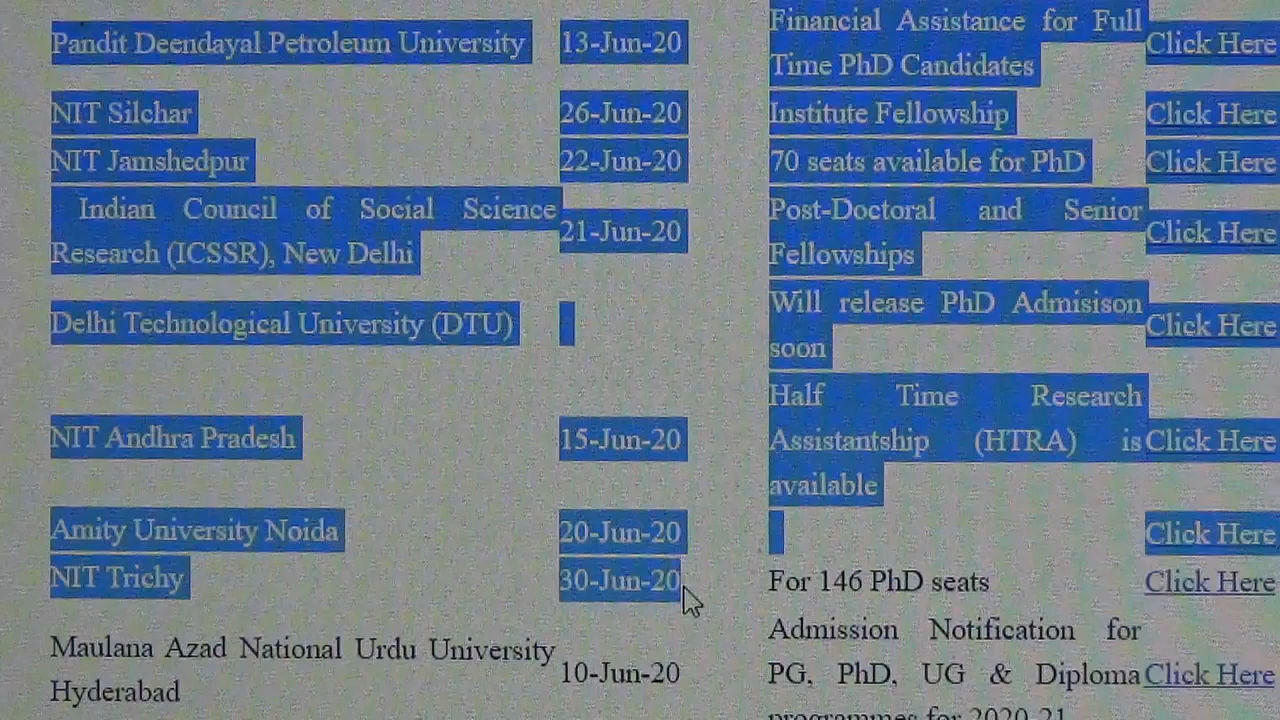 Financial Assistance for Full
Pandit Deendayal Petroleum University 13-Jun-20 Click Here
Time PhD Candidates
NIT Silchar 26-Jun-20 Institute Fellowship Click Here
NIT Jamshedpur 22-Jun-20 70 seats available for PhD Click Here
Indian Council of Social Science Post-Doctoral and Senior
21-Jun-20 Click Here
Research (ICSSR), New Delhi Fellowships
Will release PhD Admisison
Delhi Technological University (DTU) Click Here
soon
Half Time Research
NIT Andhra Pradesh 15-Jun-20 Assistantship (HTRA) is Click Here
available
Amity University Noida 20-Jun-20 Click Here
NIT Trichy 30-Jun-20 For 146 PhD seats Click Here
Admission Notification for
Maulana Azad National Urdu University
10-Jun-20 PG, PhD, UG & Diploma Click Here
Hyderabad
programmes for 2020-21